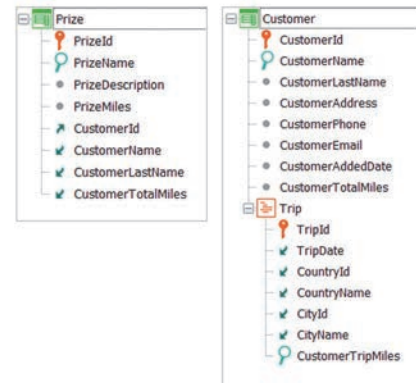 Prize
PrizeId
PrizeName
PrizeDescription
PrizeMiles
CustomerId
CustomerName
CustomerLastName
CustomerTotalMiles
Customer
CustomerId
CustomerName
CustomerLastName
CustomerAddress
CustomerPhone
CustomerEmail
CustomerAddedDate
CustomerTotalMiles
Trip
TripId
TripDate
CountryId
CountryName
CityId
CityName
CustomerTripMiles